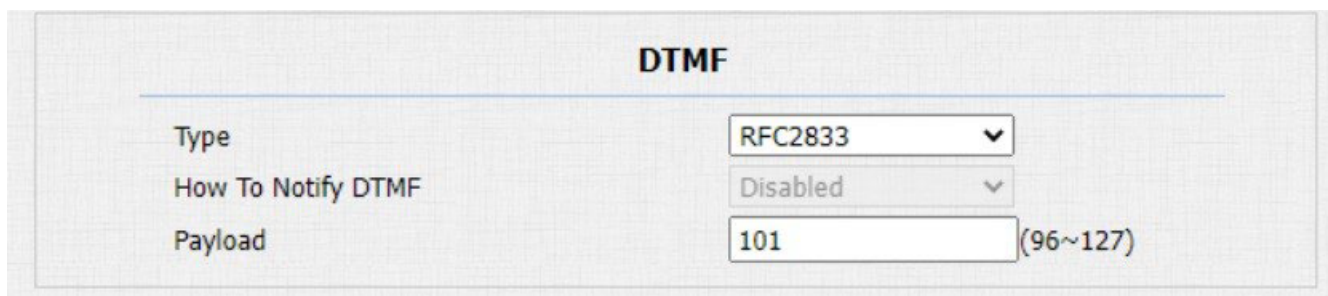 DTMF
Type RFC2833
How To Notify DTMF Disabled
Payload 101 (96~127)